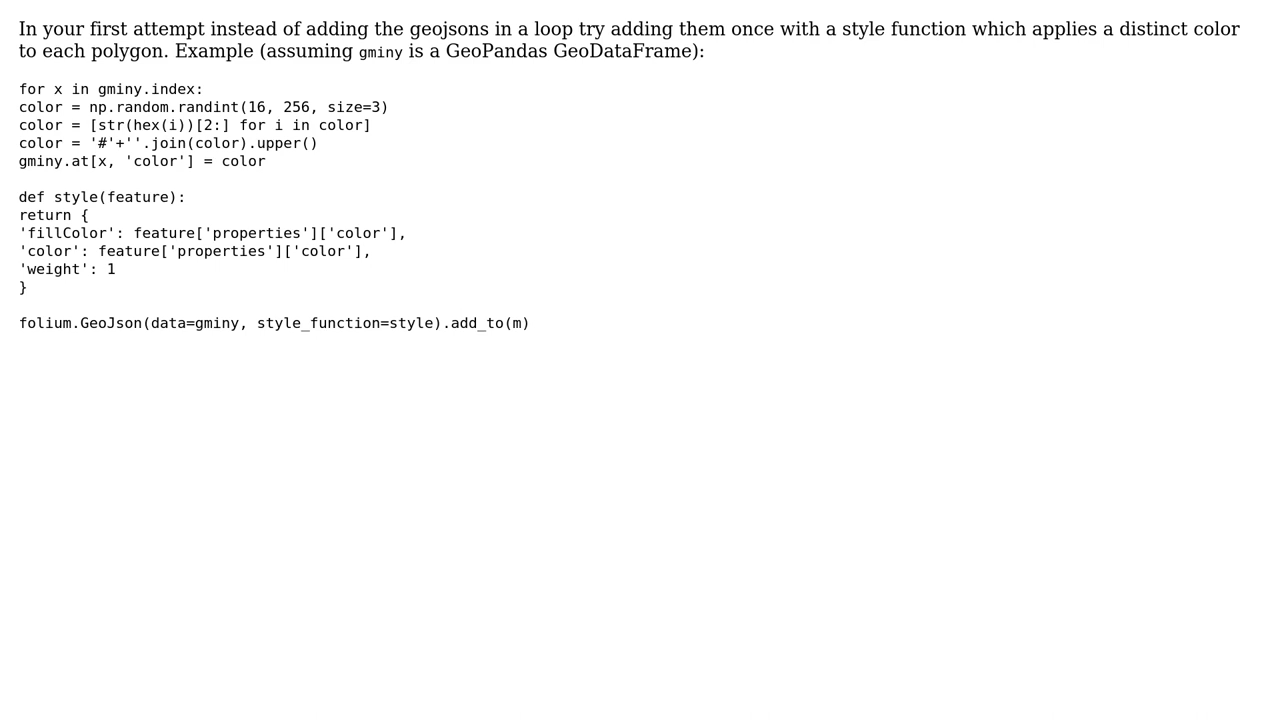 In your first attempt instead of adding the geojsons in a loop try adding them once with a style function which applies a distinct color
to each polygon. Example (assuming gminy is a GeoPandas GeoDataFrame):
for x in gminy.index:
color = np.random.randint(16, 256, size=3)
color = [str(hex(i))[2:] for i in color]
color = '#'+''.join(color).upper()
gminy.at[x, 'color'] = color
def style(feature):
return {
'fillColor': feature['properties']['color'],
'color': feature['properties']['color'],
'weight': 1
}
folium.GeoJson(data=gminy, style_function=style).add_to(m)